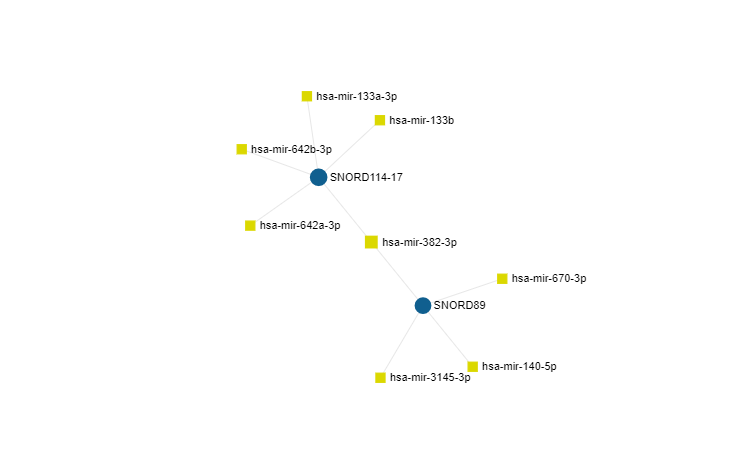 hsa-mir-133a-3p
hsa-mir-133b
hsa-mir-642b-3p
SNORD114-17
hsa-mir-642a-3p
hsa-mir-382-3p
hsa-mir-670-3p
SNORD89
hsa-mir-140-5p
hsa-mir-3145-3p